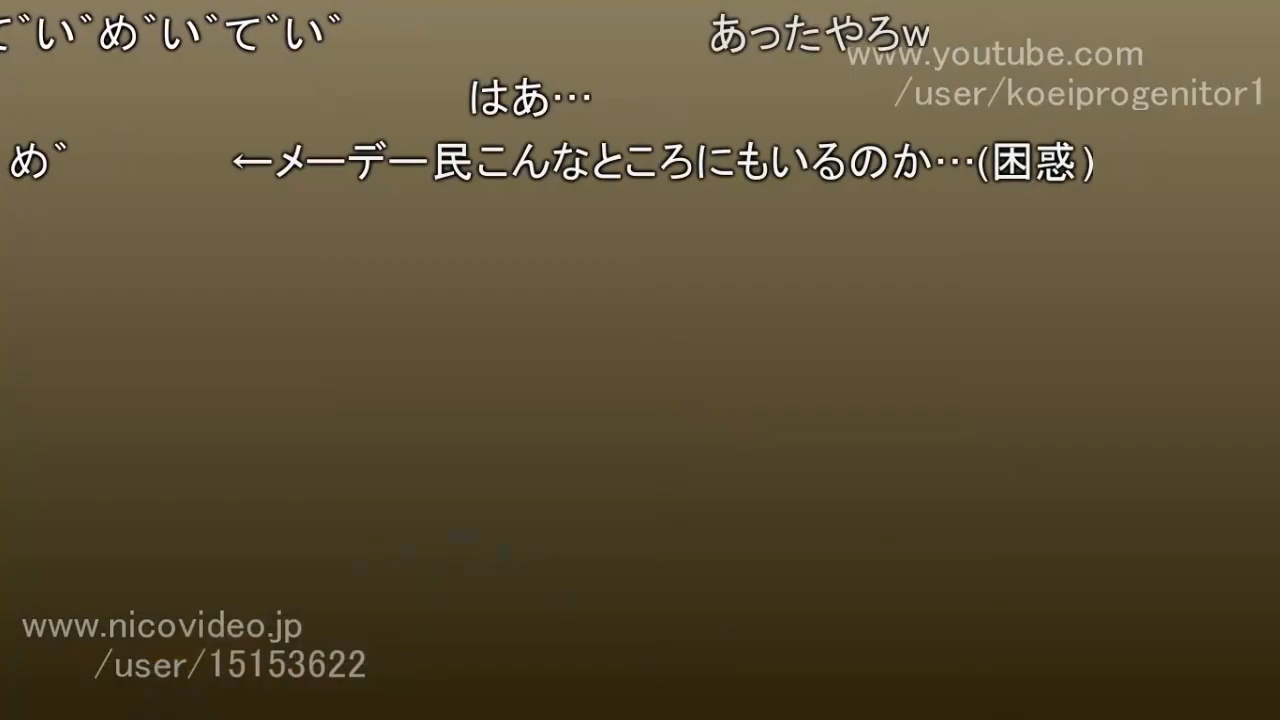 て゛い゛め゛い゛て゛い゛
あったやろw
www.youtube.com
/user/koeiprogenitor1
はあ…
め゛
←メーデー民こんなところにもいるのか…(困惑)
www.nicovideo.jp
/user/15153622